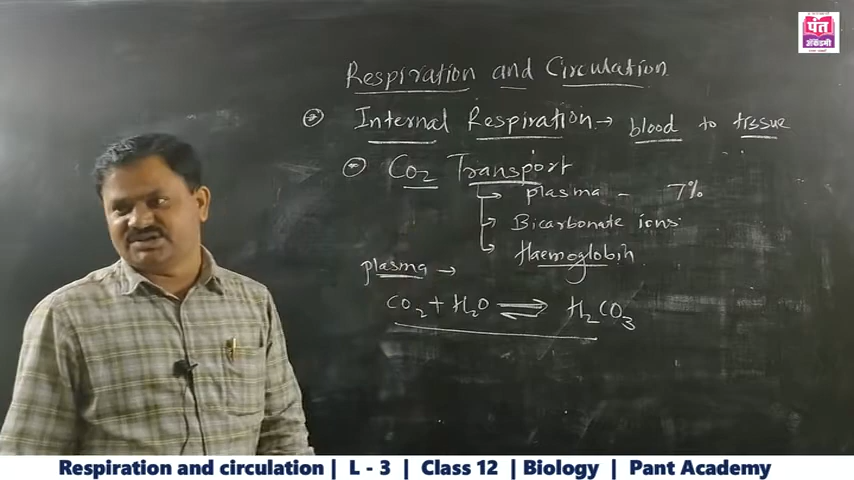 पंत
अॅकॅडमी
Respiration and Circulation
Internal Respiration → blood to tissue
CO2 Transport
→ plasma - 7%
→ Bicarbonate ions
→ Haemoglobin
plasma →
CO2 + H2O ⇌ H2CO3
Respiration and circulation | L - 3 | Class 12 | Biology | Pant Academy